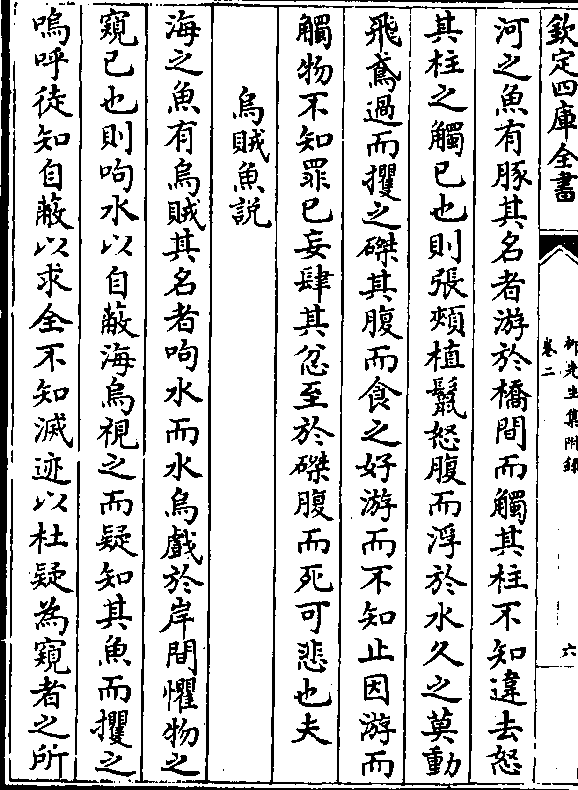 欽定四庫全書
柳先生集附録
卷二
六
河之魚有豚其名者游於橋間而觸其柱不知違去怒
其柱之觸已也則張頰植鬛怒腹而浮於水久之莫動
飛鳶過而攫之磔其腹而食之好游而不知止因游而
觸物不知罪已妄肆其忿至於磔腹而死可悲也夫
烏賊魚説
海之魚有烏賊其名者呴水而水烏戲於岸間懼物之
窺已也則呴水以自蔽海烏視之而疑知其魚而攫之
嗚呼徒知自蔽以求全不知滅迹以杜疑為窺者之所